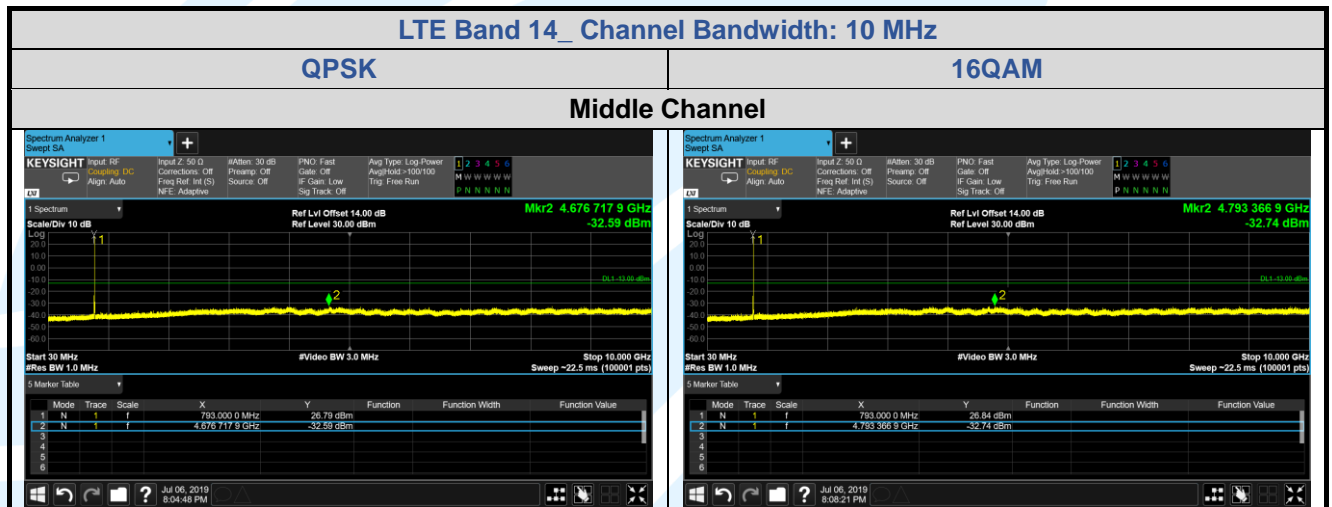 LTE Band 14_ Channel Bandwidth: 10 MHz
QPSK 16QAM
Middle Channel
Spectrum Analyzer 1
Swept SA
+
KEYSIGHT Input: RF Input Z: 50 Ω #Atten: 30 dB PNO: Fast Avg Type: Log-Power 1 2 3 4 5 6
Coupling: DC Corrections: Off Preamp: Off Gate: Off Avg|Hold:>100/100 M W W W W W
Align: Auto Freq Ref: Int (S) Source: Off IF Gain: Low Trig: Free Run
LXI NFE: Adaptive Sig Track: Off P N N N N N
1 Spectrum Ref Lvl Offset 14.00 dB Mkr2 4.676 717 9 GHz
Scale/Div 10 dB Ref Level 30.00 dBm -32.59 dBm
Log
20.0
10.0
0.00
-10.0
-20.0
-30.0
-40.0
-50.0
-60.0
1
DL1 -13.00 dBm
2
Start 30 MHz #Video BW 3.0 MHz Stop 10.000 GHz
#Res BW 1.0 MHz Sweep ~22.5 ms (100001 pts)
5 Marker Table
Mode Trace Scale X Y Function Function Width Function Value
1 N 1 f 793.000 0 MHz 26.79 dBm
2 N 1 f 4.676 717 9 GHz -32.59 dBm
3
4
5
6
? Jul 06, 2019
8:04:48 PM
Spectrum Analyzer 1
Swept SA
+
KEYSIGHT Input: RF Input Z: 50 Ω #Atten: 30 dB PNO: Fast Avg Type: Log-Power 1 2 3 4 5 6
Coupling: DC Corrections: Off Preamp: Off Gate: Off Avg|Hold:>100/100 M W W W W W
Align: Auto Freq Ref: Int (S) Source: Off IF Gain: Low Trig: Free Run
LXI NFE: Adaptive Sig Track: Off P N N N N N
1 Spectrum Ref Lvl Offset 14.00 dB Mkr2 4.793 366 9 GHz
Scale/Div 10 dB Ref Level 30.00 dBm -32.74 dBm
Log
20.0
10.0
0.00
-10.0
-20.0
-30.0
-40.0
-50.0
-60.0
1
DL1 -13.00 dBm
2
Start 30 MHz #Video BW 3.0 MHz Stop 10.000 GHz
#Res BW 1.0 MHz Sweep ~22.5 ms (100001 pts)
5 Marker Table
Mode Trace Scale X Y Function Function Width Function Value
1 N 1 f 793.000 0 MHz 26.84 dBm
2 N 1 f 4.793 366 9 GHz -32.74 dBm
3
4
5
6
? Jul 06, 2019
8:08:21 PM